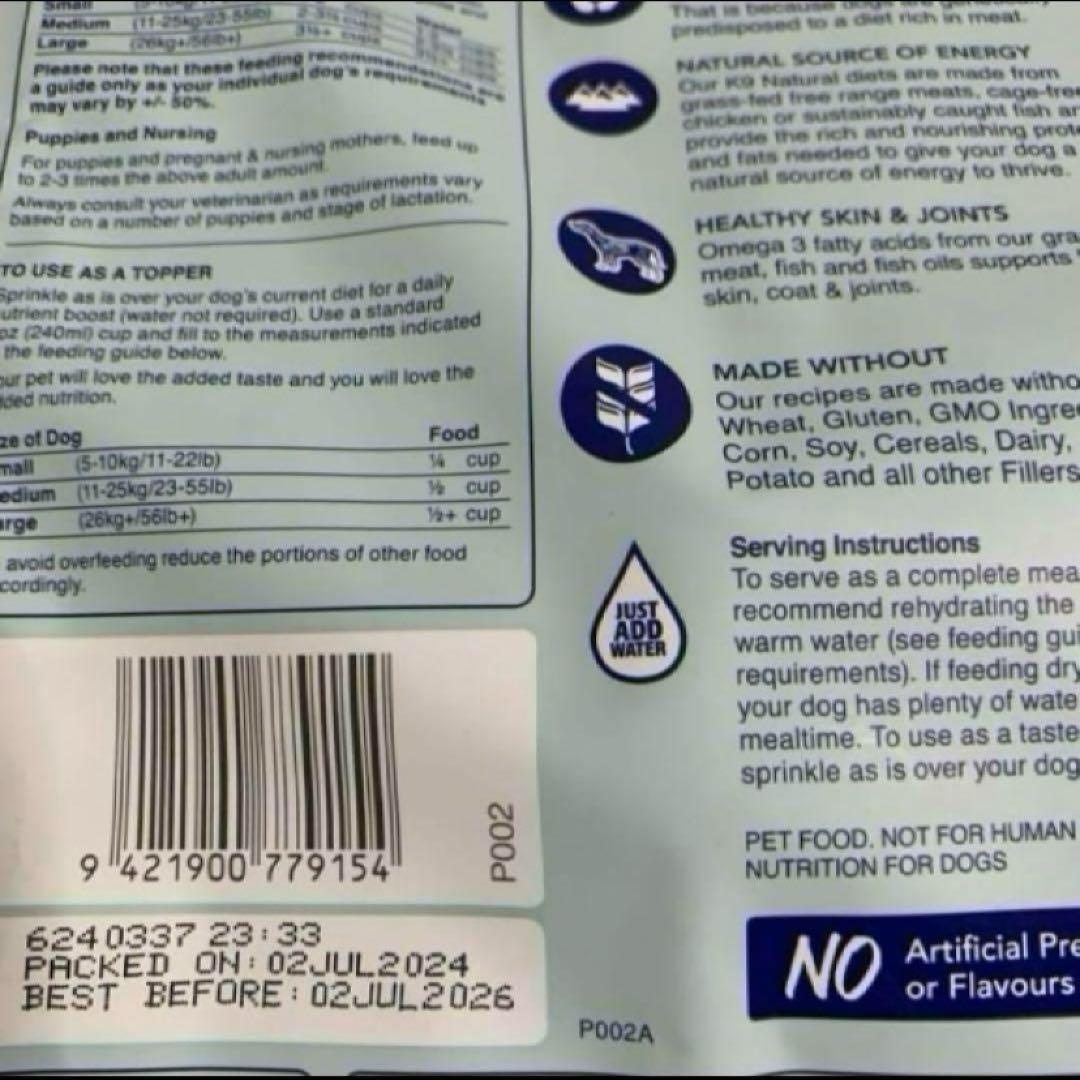 Small
Medium (11-25kg/23-55lb) 2-3½ cups
Large (26kg+/56lb+) 3½+ cups
Please note that these feeding recommendations are
a guide only as your individual dog's requirements
may vary by +/- 50%.
Puppies and Nursing
For puppies and pregnant & nursing mothers, feed up
to 2-3 times the above adult amount.
Always consult your veterinarian as requirements vary
based on a number of puppies and stage of lactation.
TO USE AS A TOPPER
Sprinkle as is over your dog's current diet for a daily
utrient boost (water not required). Use a standard
oz (240ml) cup and fill to the measurements indicated
the feeding guide below.
our pet will love the added taste and you will love the
ded nutrition.
ze of Dog Food
mall (5-10kg/11-22lb) ¼ cup
edium (11-25kg/23-55lb) ½ cup
arge (26kg+/56lb+) ½+ cup
avoid overfeeding reduce the portions of other food
cordingly.
9 421900 779154
P002
6240337 23:33
PACKED ON: 02JUL2024
BEST BEFORE: 02JUL2026
That is because dogs are
predisposed to a diet rich in meat.
NATURAL SOURCE OF ENERGY
Our K9 Natural diets are made from
grass-fed free range meats, cage-free
chicken or sustainably caught fish an
provide the rich and nourishing prote
and fats needed to give your dog a
natural source of energy to thrive.
HEALTHY SKIN & JOINTS
Omega 3 fatty acids from our gra
meat, fish and fish oils supports
skin, coat & joints.
MADE WITHOUT
Our recipes are made witho
Wheat, Gluten, GMO Ingre
Corn, Soy, Cereals, Dairy,
Potato and all other Fillers
JUST
ADD
WATER
Serving Instructions
To serve as a complete mea
recommend rehydrating the
warm water (see feeding gui
requirements). If feeding dry
your dog has plenty of wate
mealtime. To use as a taste
sprinkle as is over your dog
PET FOOD. NOT FOR HUMAN
NUTRITION FOR DOGS
NO Artificial Pre
or Flavours
P002A